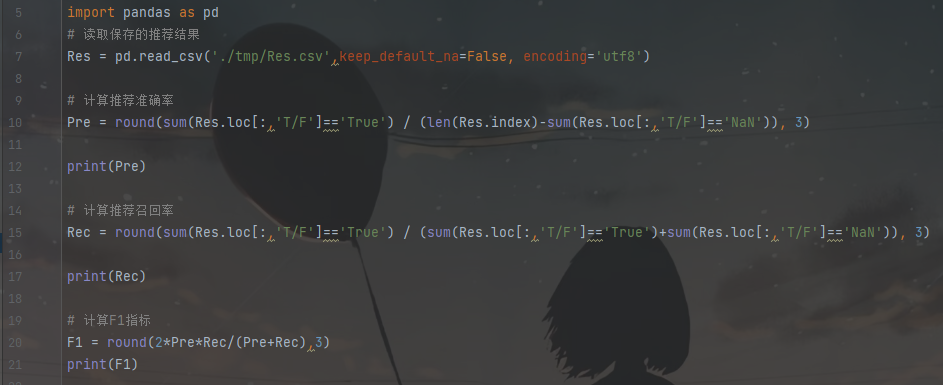 5 import pandas as pd
6 # 读取保存的推荐结果
7 Res = pd.read_csv('./tmp/Res.csv',keep_default_na=False, encoding='utf8')
8
9 # 计算推荐准确率
10 Pre = round(sum(Res.loc[:,'T/F']=='True') / (len(Res.index)-sum(Res.loc[:,'T/F']=='NaN')), 3)
11
12 print(Pre)
13
14 # 计算推荐召回率
15 Rec = round(sum(Res.loc[:,'T/F']=='True') / (sum(Res.loc[:,'T/F']=='True')+sum(Res.loc[:,'T/F']=='NaN')), 3)
16
17 print(Rec)
18
19 # 计算F1指标
20 F1 = round(2*Pre*Rec/(Pre+Rec),3)
21 print(F1)